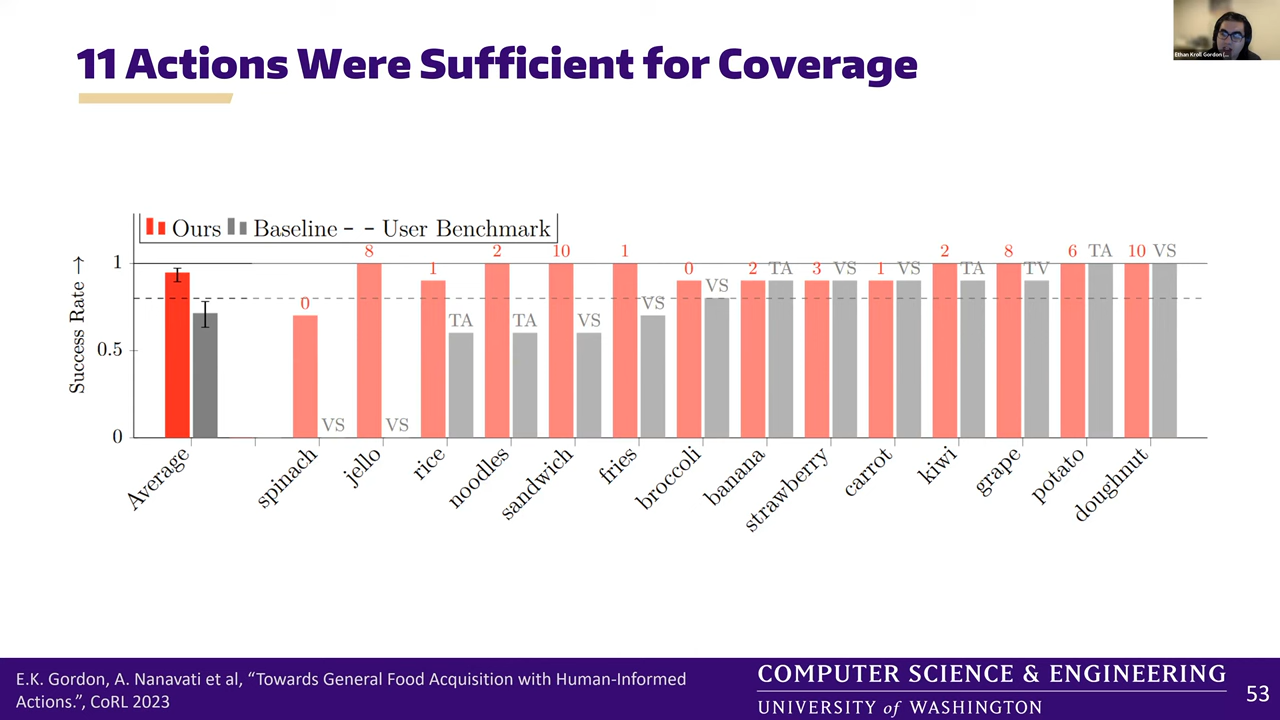 11 Actions Were Sufficient for Coverage
Ethan Kroll Gordon (...
Ours Baseline User Benchmark
Success Rate →
1
0.5
0
0 8 1 2 10 1 0 2 3 1 2 8 6 10
VS VS TA TA VS VS VS TA VS VS TA TV TA VS
Average spinach jello rice noodles sandwich fries broccoli banana strawberry carrot kiwi grape potato doughnut
E.K. Gordon, A. Nanavati et al, “Towards General Food Acquisition with Human-Informed
Actions.”, CoRL 2023
COMPUTER SCIENCE & ENGINEERING
UNIVERSITY of WASHINGTON
53